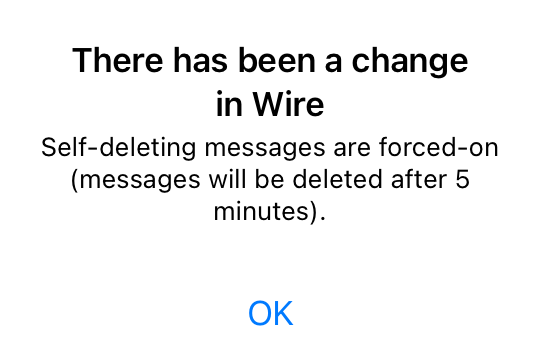 There has been a change
in Wire
Self-deleting messages are forced-on
(messages will be deleted after 5
minutes).
OK